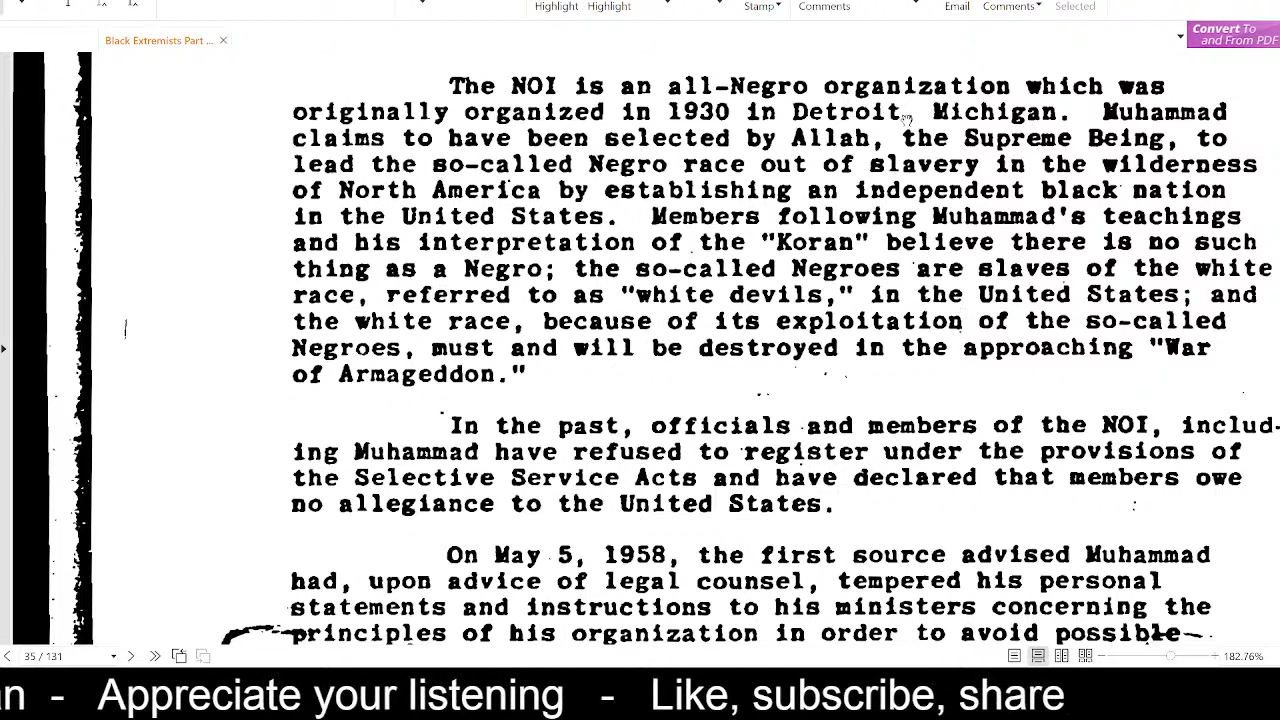 Highlight Highlight Stamp Comments Email Comments Selected
Convert To
and From PDF
Black Extremists Part ...
The NOI is an all-Negro organization which was
originally organized in 1930 in Detroit, Michigan. Muhammad
claims to have been selected by Allah, the Supreme Being, to
lead the so-called Negro race out of slavery in the wilderness
of North America by establishing an independent black nation
in the United States. Members following Muhammad's teachings
and his interpretation of the "Koran" believe there is no such
thing as a Negro; the so-called Negroes are slaves of the white
race, referred to as "white devils," in the United States; and
the white race, because of its exploitation of the so-called
Negroes, must and will be destroyed in the approaching "War
of Armageddon."
In the past, officials and members of the NOI, includ-
ing Muhammad have refused to register under the provisions of
the Selective Service Acts and have declared that members owe
no allegiance to the United States.
On May 5, 1958, the first source advised Muhammad
had, upon advice of legal counsel, tempered his personal
statements and instructions to his ministers concerning the
principles of his organization in order to avoid possible
35 / 131
182.76%
an - Appreciate your listening - Like, subscribe, share